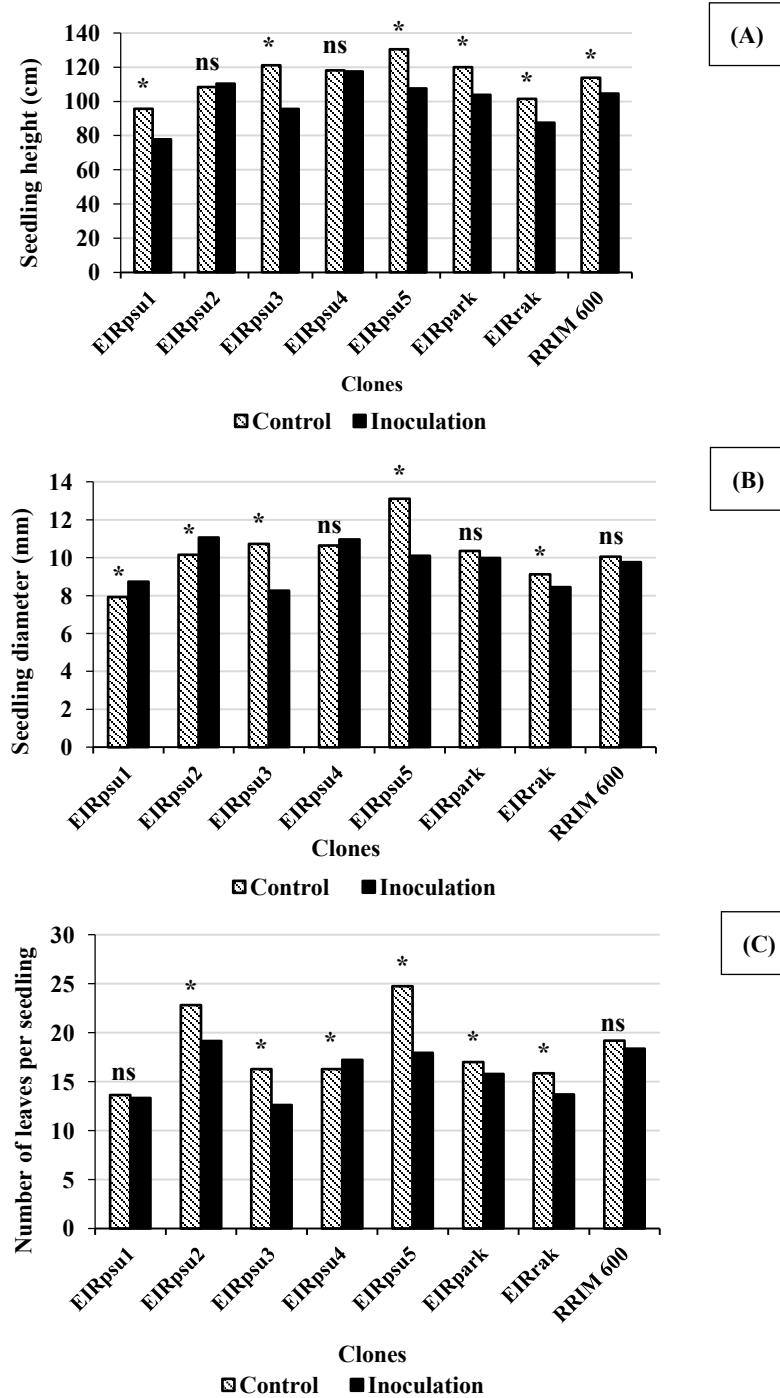 (A)
Seedling height (cm)
140
120
100
80
60
40
20
0
* ns * ns * * * *
EIRpsu1 EIRpsu2 EIRpsu3 EIRpsu4 EIRpsu5 EIRpark EIRrak RRIM 600
Clones
Control Inoculation
(B)
Seedling diameter (mm)
14
12
10
8
6
4
2
0
* * * ns * ns * ns
EIRpsu1 EIRpsu2 EIRpsu3 EIRpsu4 EIRpsu5 EIRpark EIRrak RRIM 600
Clones
Control Inoculation
(C)
Number of leaves per seedling
30
25
20
15
10
5
0
ns * * * * * * ns
EIRpsu1 EIRpsu2 EIRpsu3 EIRpsu4 EIRpsu5 EIRpark EIRrak RRIM 600
Clones
Control Inoculation